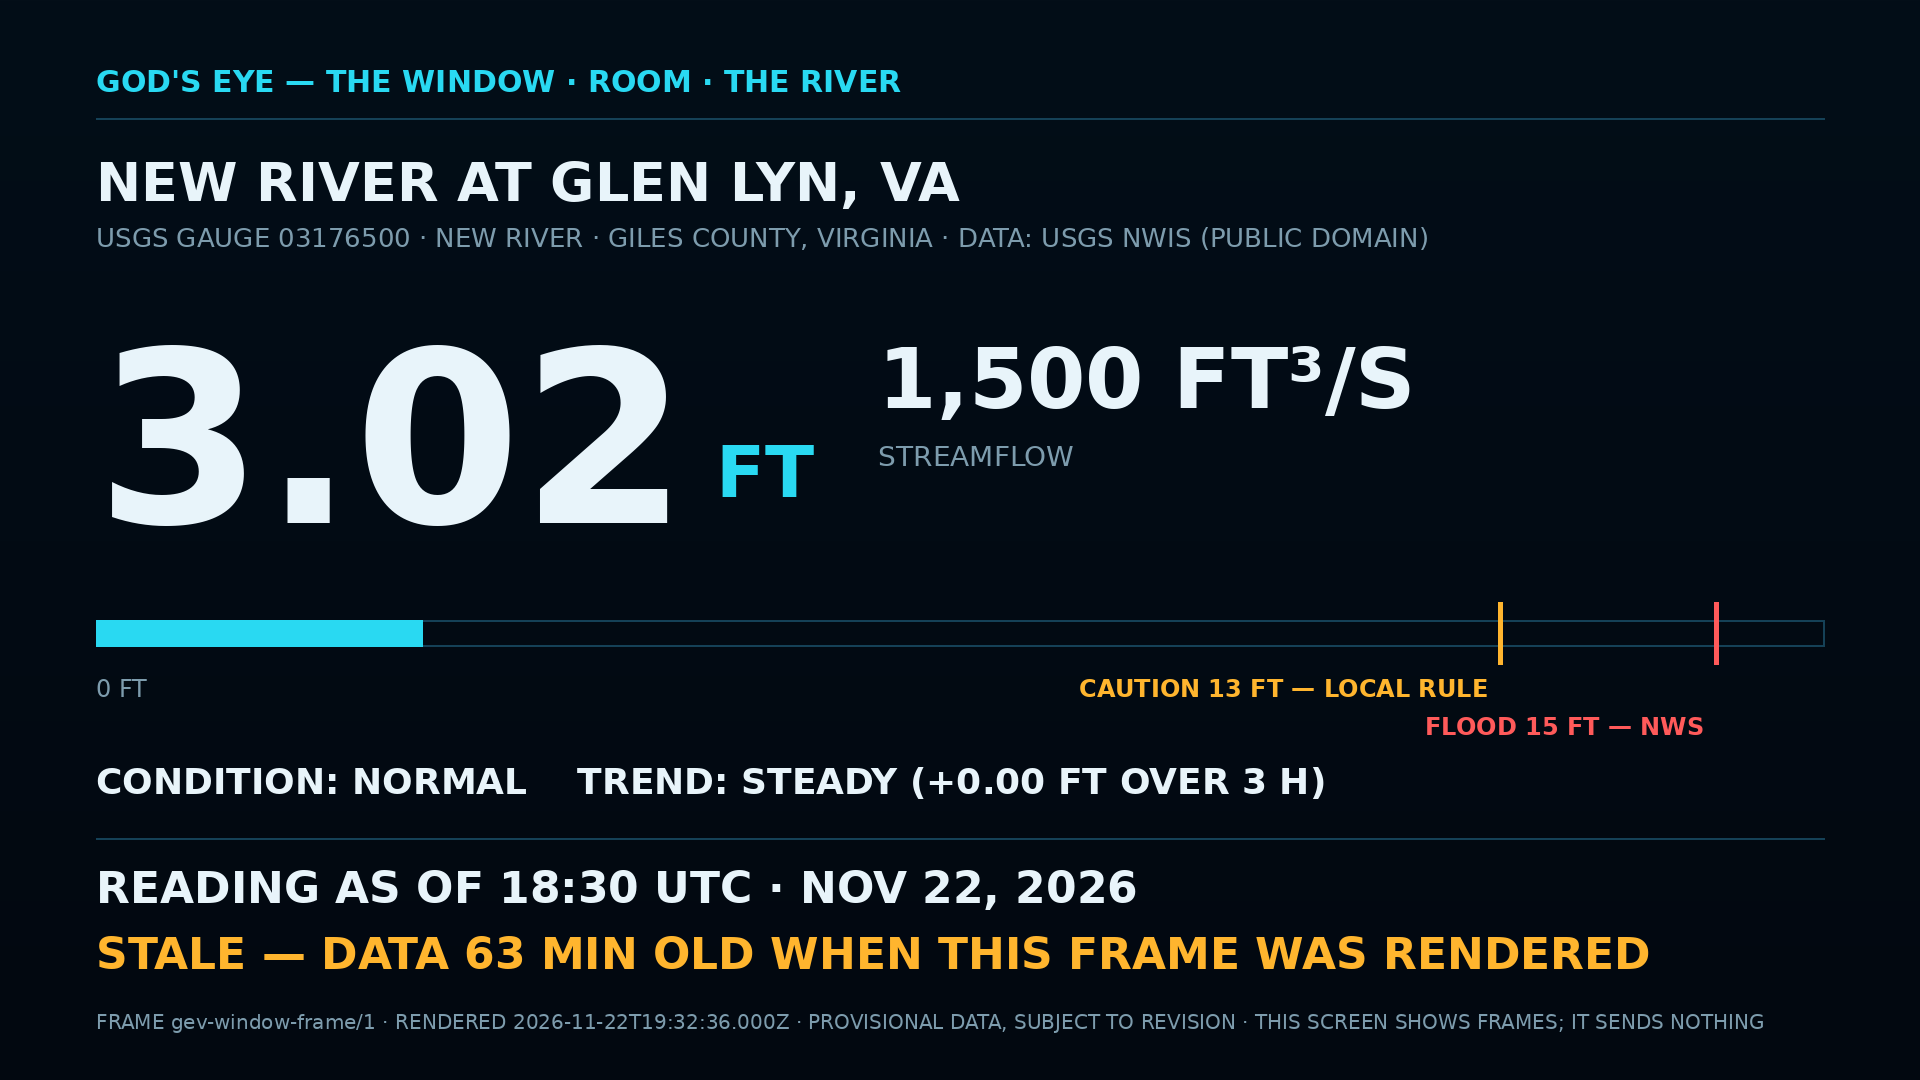 GOD'S EYE — THE WINDOW · ROOM · THE RIVER
NEW RIVER AT GLEN LYN, VA
USGS GAUGE 03176500 · NEW RIVER · GILES COUNTY, VIRGINIA · DATA: USGS NWIS (PUBLIC DOMAIN)
3.02 FT
1,500 FT³/S
STREAMFLOW
0 FT
CAUTION 13 FT — LOCAL RULE
FLOOD 15 FT — NWS
CONDITION: NORMAL TREND: STEADY (+0.00 FT OVER 3 H)
READING AS OF 18:30 UTC · NOV 22, 2026
STALE — DATA 63 MIN OLD WHEN THIS FRAME WAS RENDERED
FRAME gev-window-frame/1 · RENDERED 2026-11-22T19:32:36.000Z · PROVISIONAL DATA, SUBJECT TO REVISION · THIS SCREEN SHOWS FRAMES; IT SENDS NOTHING